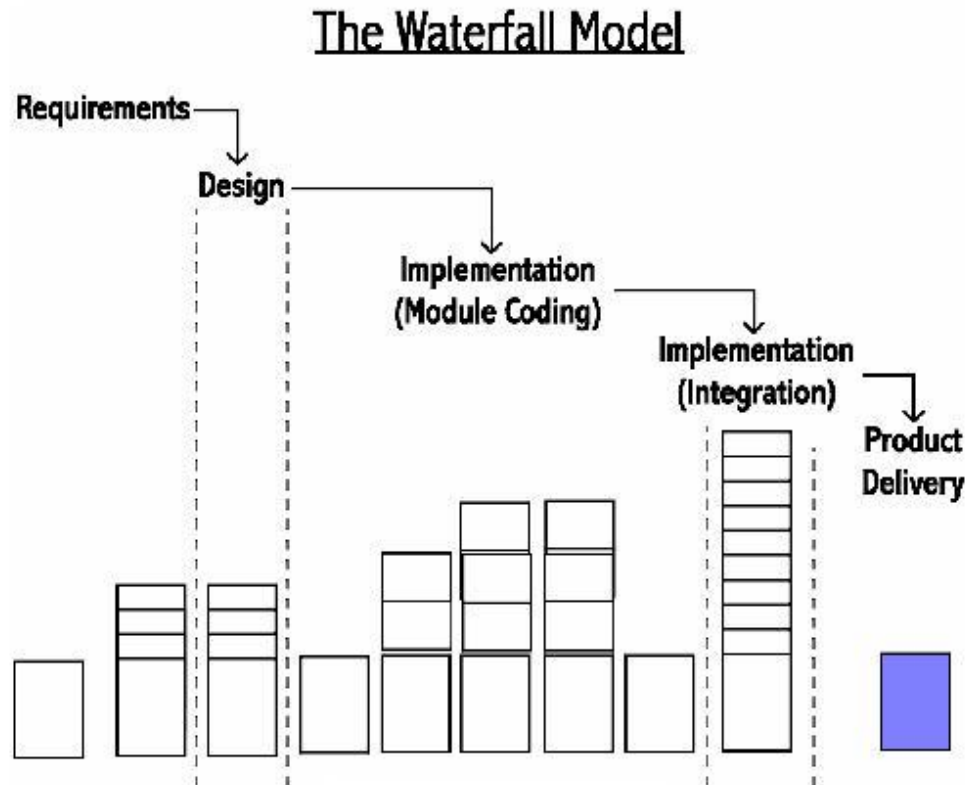 The Waterfall Model
Requirements
Design
Implementation
(Module Coding)
Implementation
(Integration)
Product
Delivery